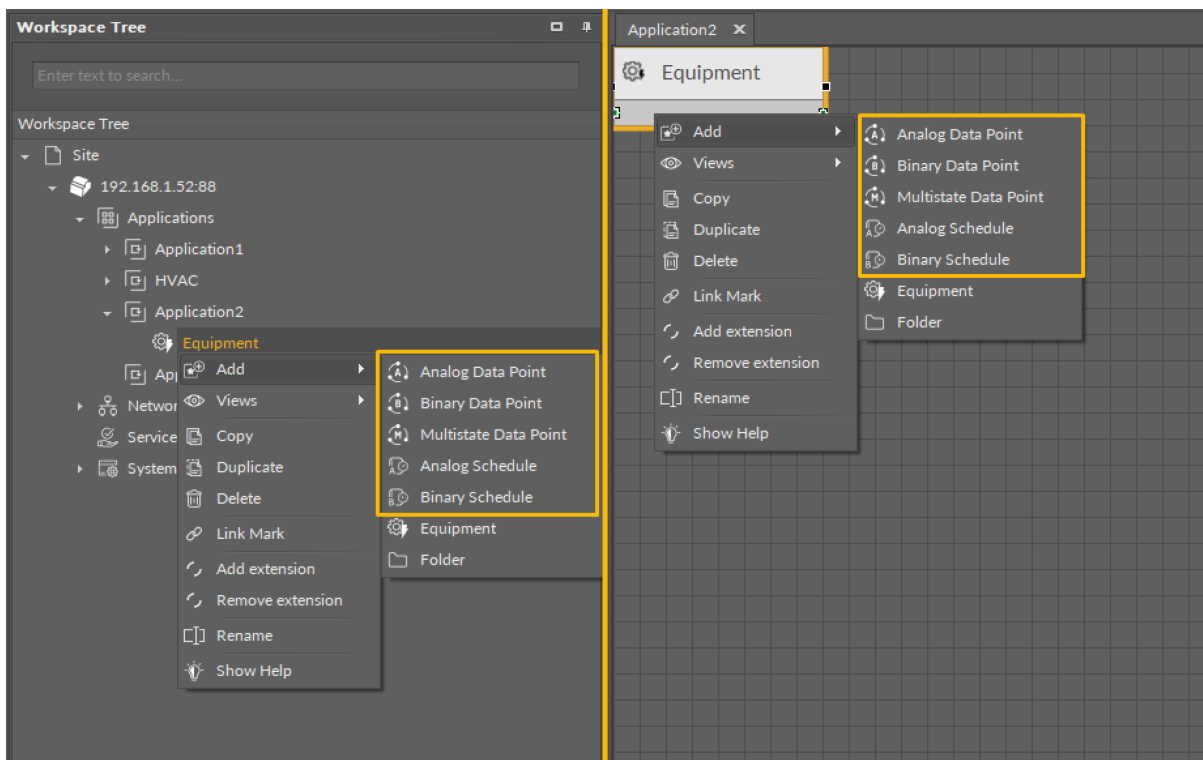 Workspace Tree
Enter text to search...
Workspace Tree
Site
192.168.1.52:88
Applications
Application1
HVAC
Application2
Equipment
Ap
Networ
Service
System
Add
Views
Copy
Duplicate
Delete
Link Mark
Add extension
Remove extension
Rename
Show Help
A Analog Data Point
B Binary Data Point
M Multistate Data Point
A Analog Schedule
B Binary Schedule
Equipment
Folder
Application2
Equipment
Add
Views
Copy
Duplicate
Delete
Link Mark
Add extension
Remove extension
Rename
Show Help
A Analog Data Point
B Binary Data Point
M Multistate Data Point
A Analog Schedule
B Binary Schedule
Equipment
Folder